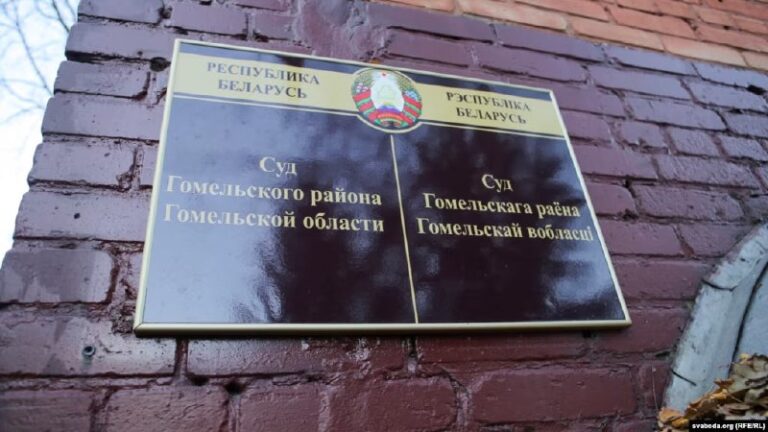 РЕСПУБЛИКА
БЕЛАРУСЬ
Суд
Гомельского района
Гомельской области
РЭСПУБЛІКА
БЕЛАРУСЬ
Суд
Гомельскага раёна
Гомельскай вобласці
svaboda.org (RFE/RL)